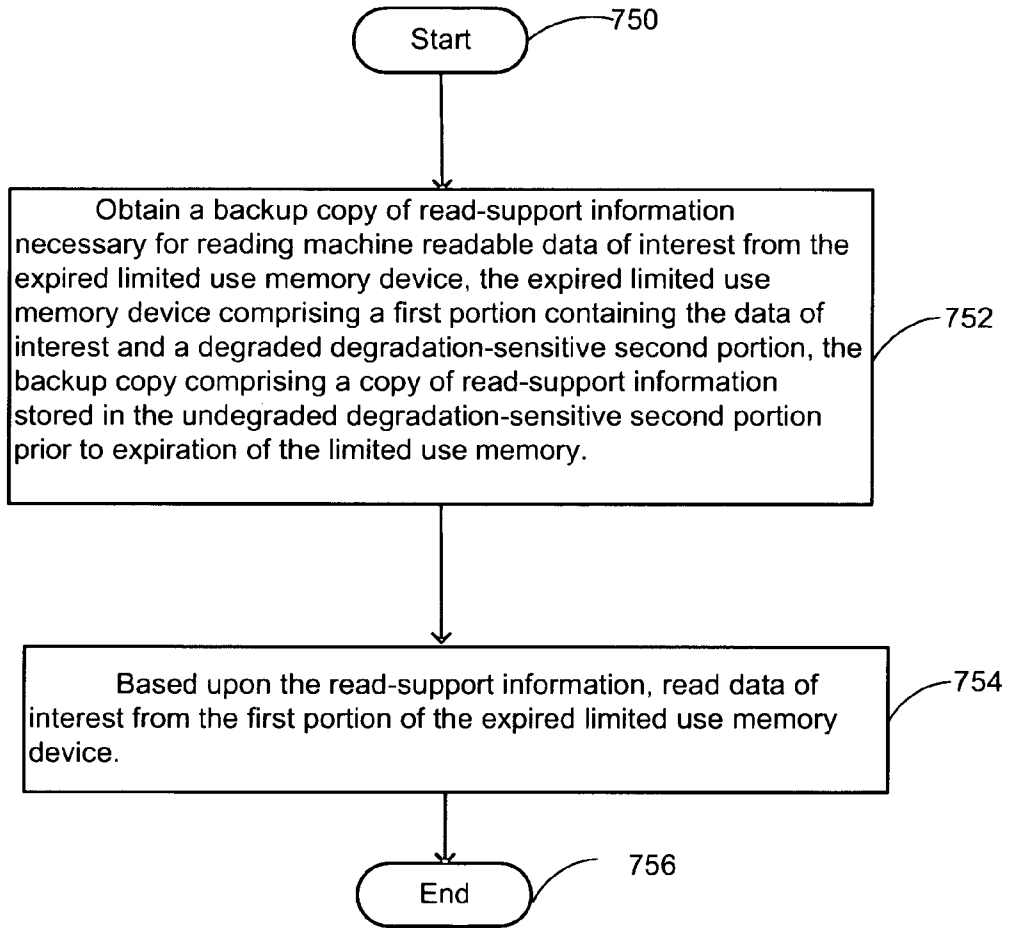 Start
750
Obtain a backup copy of read-support information
necessary for reading machine readable data of interest from the
expired limited use memory device, the expired limited use
memory device comprising a first portion containing the data of
interest and a degraded degradation-sensitive second portion, the
backup copy comprising a copy of read-support information
stored in the undegraded degradation-sensitive second portion
prior to expiration of the limited use memory.
752
Based upon the read-support information, read data of
interest from the first portion of the expired limited use memory
device.
754
End
756